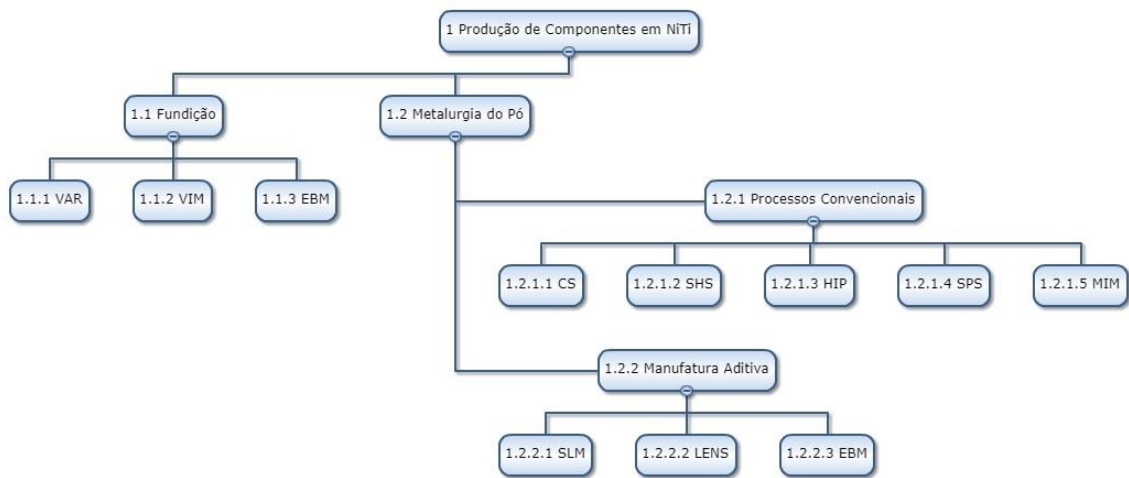 1 Produção de Componentes em NiTi
1.1 Fundição
1.2 Metalurgia do Pó
1.1.1 VAR
1.1.2 VIM
1.1.3 EBM
1.2.1 Processos Convencionais
1.2.1.1 CS
1.2.1.2 SHS
1.2.1.3 HIP
1.2.1.4 SPS
1.2.1.5 MIM
1.2.2 Manufatura Aditiva
1.2.2.1 SLM
1.2.2.2 LENS
1.2.2.3 EBM